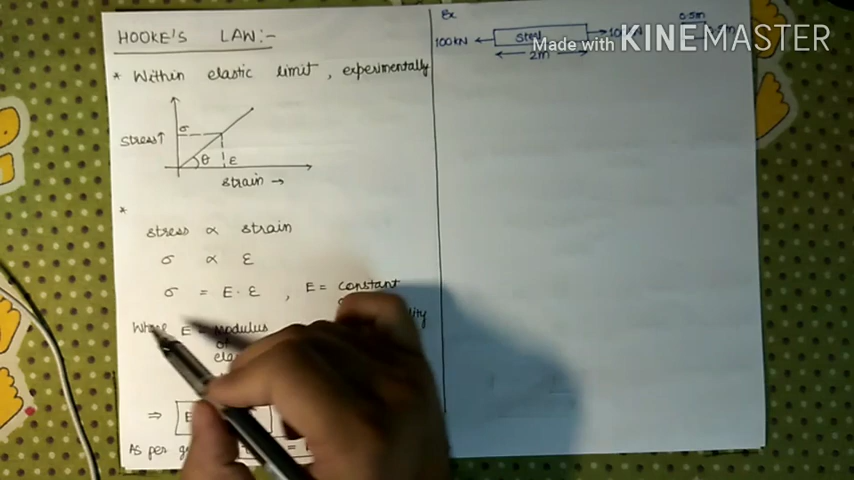 HOOKE'S LAW:-
* Within elastic limit, experimentally
stress↑
σ
θ
ε
strain →
*
stress ∝ strain
σ ∝ ε
σ = E · ε , E = constant
Where E = Modulus
of
⇒
As per
Ex
100kN
steel
2m
0.5m
Made with KINEMASTER